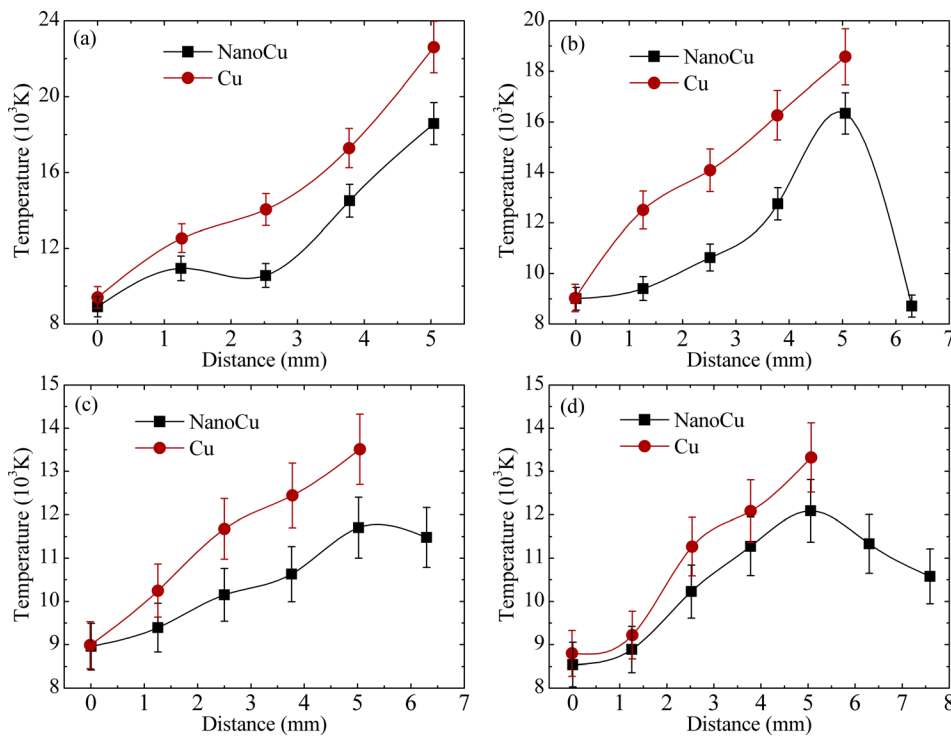 (a)
NanoCu
Cu
Temperature (10³K)
24
20
16
12
8
0 1 2 3 4 5
Distance (mm)
(b)
NanoCu
Cu
Temperature (10³K)
20
18
16
14
12
10
8
0 1 2 3 4 5 6 7
Distance (mm)
(c)
NanoCu
Cu
Temperature (10³K)
15
14
13
12
11
10
9
8
0 1 2 3 4 5 6 7
Distance (mm)
(d)
NanoCu
Cu
Temperature (10³K)
15
14
13
12
11
10
9
8
0 1 2 3 4 5 6 7 8
Distance (mm)